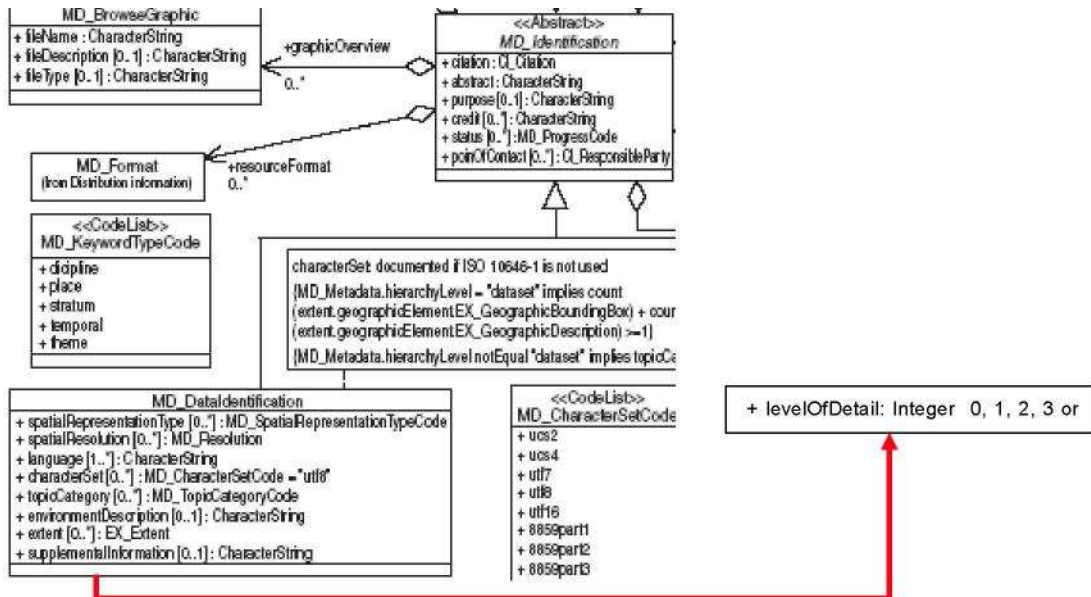 MD_BrowseGraphic
+ fileName : CharacterString
+ fileDescription [0..1] : CharacterString
+ fileType [0..1] : CharacterString
+graphicOverview
0..*
<<Abstract>>
MD_Identification
+ citation : CI_Citation
+ abstract : CharacterString
+ purpose [0..1] : CharacterString
+ credit [0..*] : CharacterString
+ status [0..*] : MD_ProgressCode
+ poinOfContact [0..*] : CI_ResponsibleParty
MD_Format
(from Distribution information)
+resourceFormat
0..*
<<CodeList>>
MD_KeywordTypeCode
+ dicipline
+ place
+ stratum
+ temporal
+ theme
characterSet: documented if ISO 10646-1 is not used
{MD_Metadata.hierarchyLevel = "dataset" implies count
(extent.geographicElement.EX_GeographicBoundingBox) + cour
(extent.geographicElement.EX_GeographicDescription) >=1}
{MD_Metadata.hierarchyLevel notEqual "dataset" implies topicCa
MD_DataIdentification
+ spatialRepresentationType [0..*] : MD_SpatialRepresentationTypeCode
+ spatialResolution [0..*] : MD_Resolution
+ language [1..*] : CharacterString
+ characterSet [0..*] : MD_CharacterSetCode = "utf8"
+ topicCategory [0..*] : MD_TopicCategoryCode
+ environmentDescription [0..1] : CharacterString
+ extent [0..*] : EX_Extent
+ supplementalInformation [0..1] : CharacterString
<<CodeList>>
MD_CharacterSetCode
+ ucs2
+ ucs4
+ utf7
+ utf8
+ utf16
+ 8859part1
+ 8859part2
+ 8859part3
+ levelOfDetail: Integer 0, 1, 2, 3 or